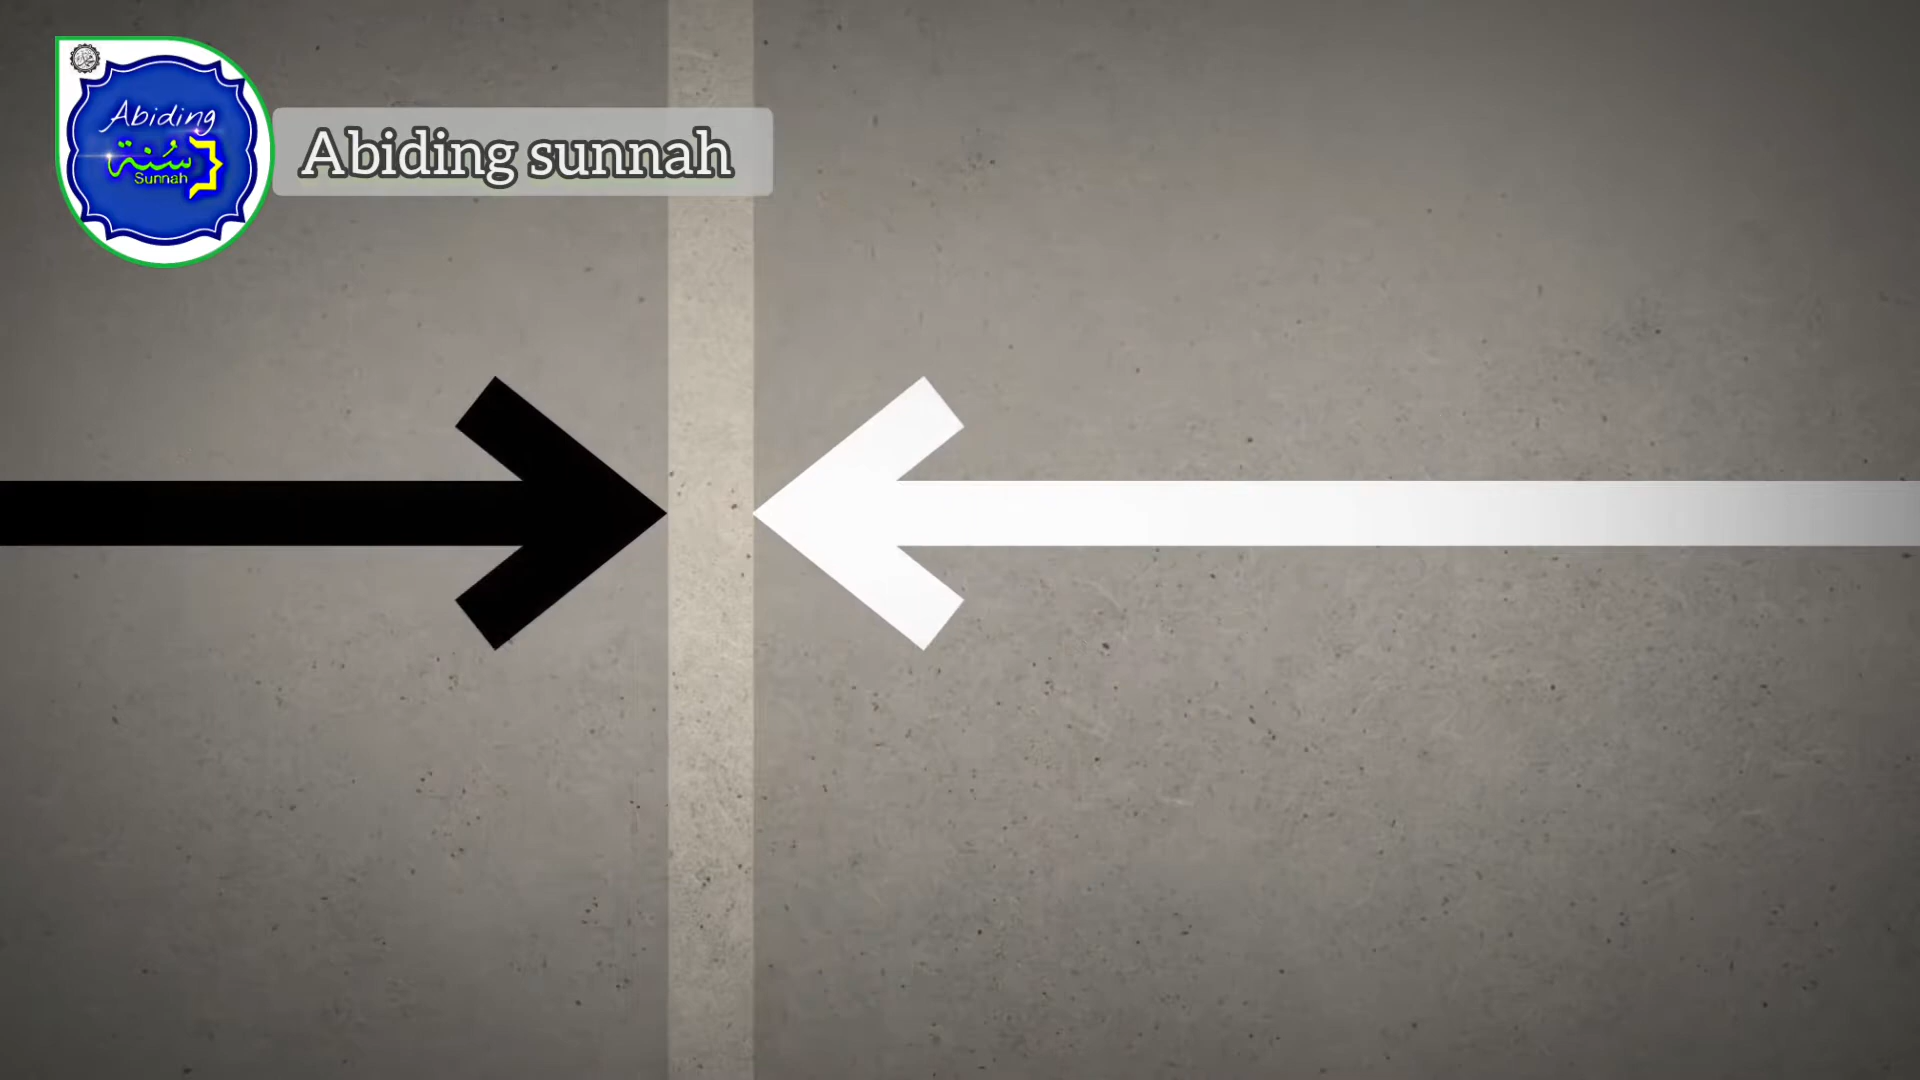 Abiding
سُنة
Sunnah
Abiding sunnah